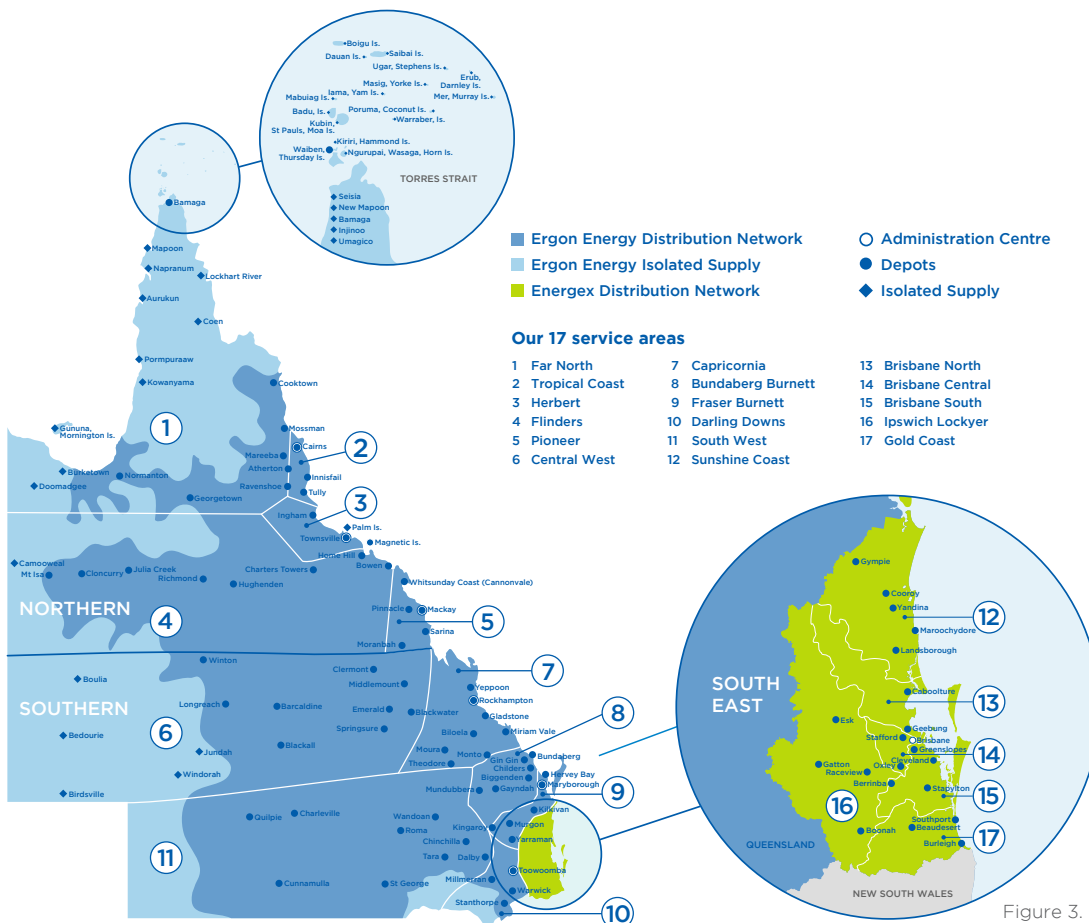 Boigu Is.
Dauan Is.
Saibai Is.
Ugar, Stephens Is.
Erub,
Darnley Is.
Masig, Yorke Is.
Iama, Yam Is.
Mabuiag Is.
Mer, Murray Is.
Badu, Is.
Poruma, Coconut Is.
Warraber, Is.
Kubin,
St Pauls, Moa Is.
Kiriri, Hammond Is.
Waiben,
Thursday Is.
Ngurupai, Wasaga, Horn Is.
TORRES STRAIT
Seisia
New Mapoon
Bamaga
Injinoo
Umagico
Bamaga
Mapoon
Napranum
Lockhart River
Aurukun
Coen
Pormpuraaw
Kowanyama
Cooktown
Gununa,
Mornington Is.
1
Mossman
Cairns
2
Mareeba
Atherton
Burketown
Normanton
Innisfail
Doomadgee
Ravenshoe
Tully
Georgetown
3
Ingham
Palm Is.
Townsville
Magnetic Is.
Home Hill
Camooweal
Mt Isa
Cloncurry
Julia Creek
Richmond
Charters Towers
Bowen
Hughenden
Whitsunday Coast (Cannonvale)
NORTHERN
4
Pinnacle
Mackay
5
Sarina
Moranbah
Winton
Clermont
7
Boulia
Middlemount
Yeppoon
SOUTHERN
6
Longreach
Barcaldine
Emerald
Blackwater
Rockhampton
Gladstone
Bedourie
Springsure
Biloela
Miriam Vale
8
Jundah
Blackall
Moura
Monto
Bundaberg
Theodore
Gin Gin
Childers
Windorah
Biggenden
Hervey Bay
Birdsville
Mundubbera
Gayndah
Maryborough
9
Kilkivan
Quilpie
Charleville
Wandoan
Roma
Kingaroy
Murgon
Chinchilla
Yarraman
11
Tara
Dalby
Toowoomba
Cunnamulla
St George
Millmerran
Warwick
Stanthorpe
10
Ergon Energy Distribution Network
Ergon Energy Isolated Supply
Energex Distribution Network
Administration Centre
Depots
Isolated Supply
Our 17 service areas
1 Far North
2 Tropical Coast
3 Herbert
4 Flinders
5 Pioneer
6 Central West
7 Capricornia
8 Bundaberg Burnett
9 Fraser Burnett
10 Darling Downs
11 South West
12 Sunshine Coast
13 Brisbane North
14 Brisbane Central
15 Brisbane South
16 Ipswich Lockyer
17 Gold Coast
Gympie
Cooroy
Yandina
12
Maroochydore
Landsborough
SOUTH
EAST
Caboolture
13
Esk
Geebung
Stafford
Brisbane
Greenslopes
14
Cleveland
Gatton
Oxley
Raceview
Berrinba
Stapylton
15
16
Southport
Boonah
Beaudesert
17
QUEENSLAND
Burleigh
NEW SOUTH WALES
Figure 3.